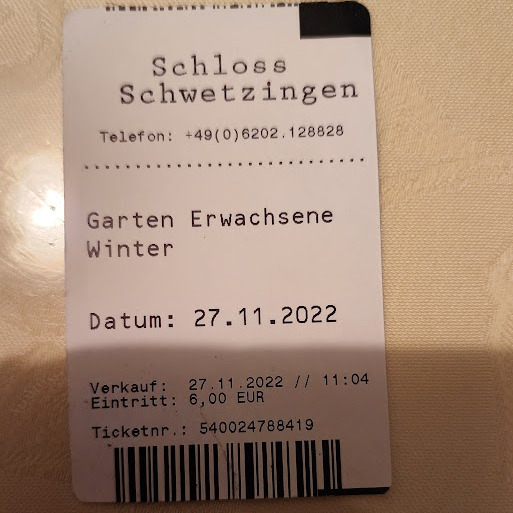 Schloss
Schwetzingen
Telefon: +49(0)6202.128828
Garten Erwachsene
Winter
Datum: 27.11.2022
Verkauf: 27.11.2022 // 11:04
Eintritt: 6,00 EUR
Ticketnr.: 540024788419